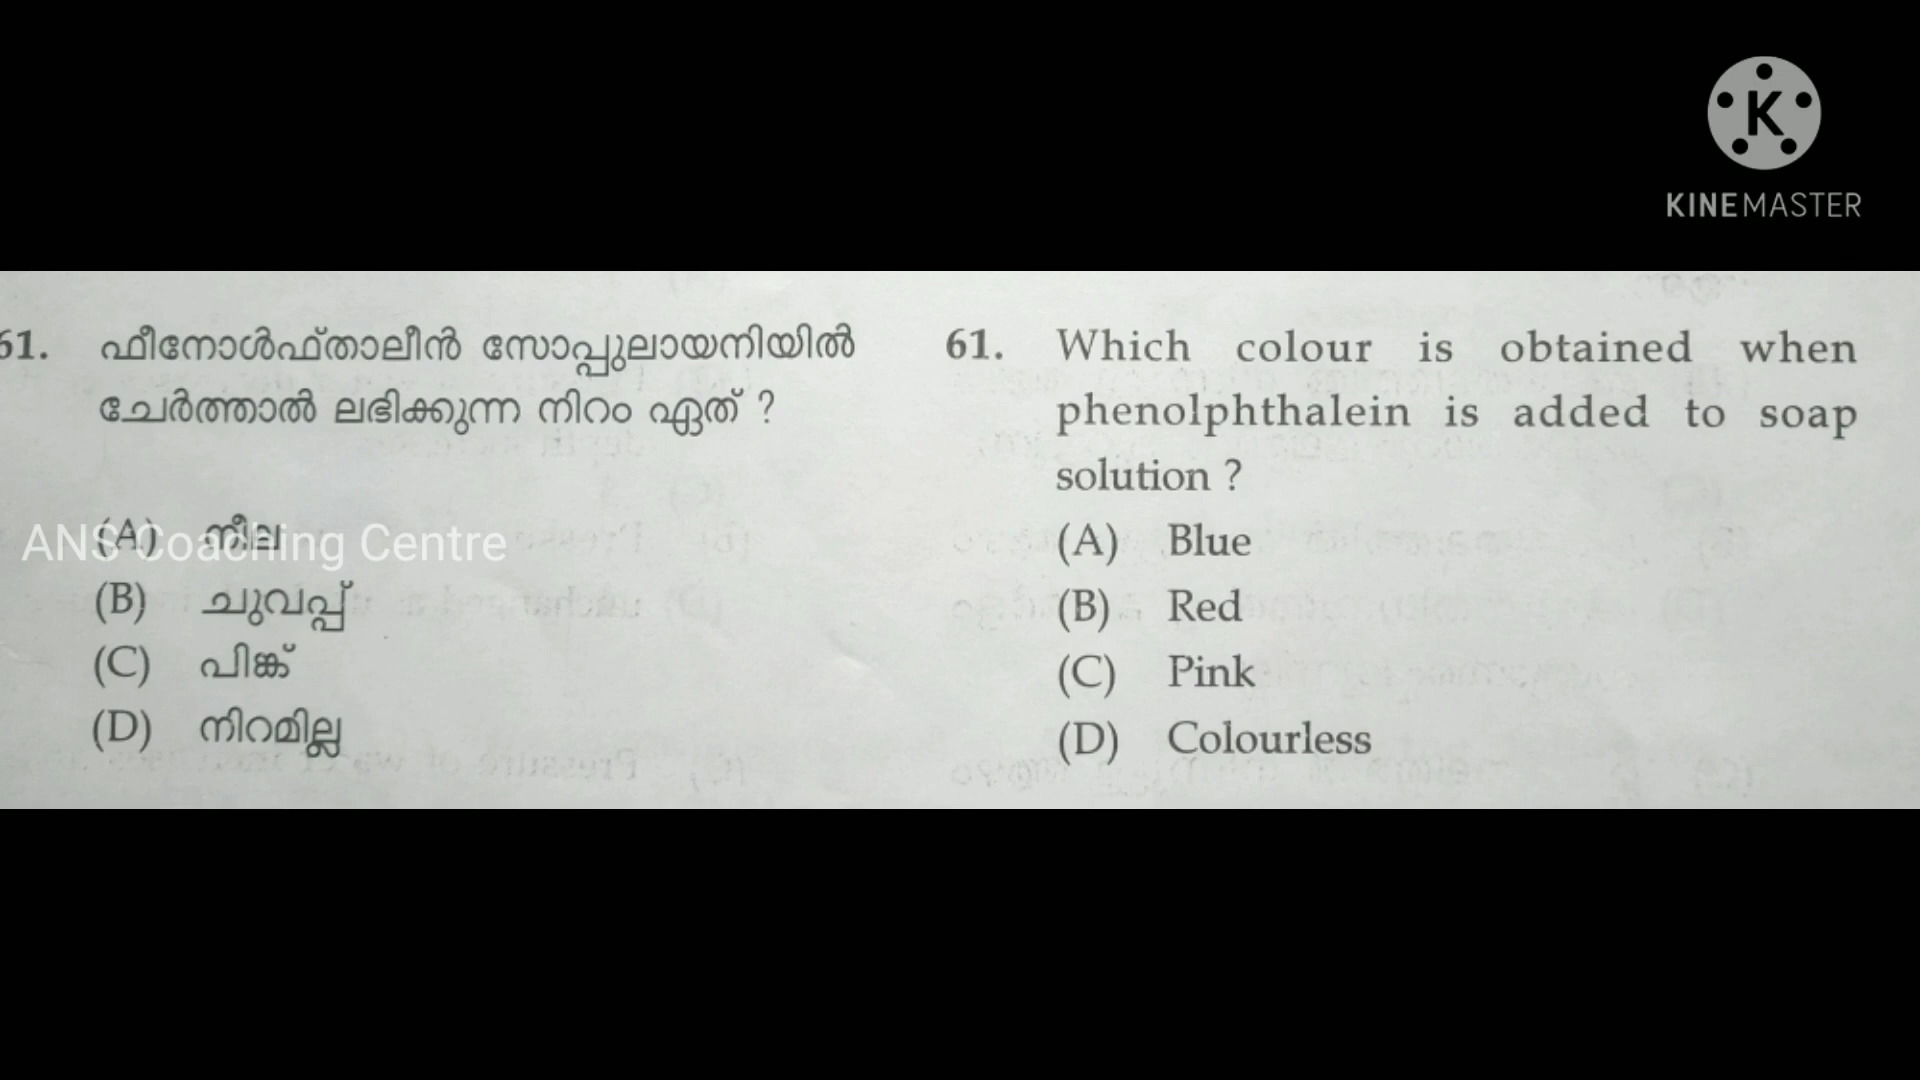 K
KINEMASTER
61. ഫീനോൾഫ്താലീൻ സോപ്പുലായനിയിൽ
ചേർത്താൽ ലഭിക്കുന്ന നിറം ഏത് ?
(A) നീല
ANS Coaching Centre
(B) ചുവപ്പ്
(C) പിങ്ക്
(D) നിറമില്ല
61. Which colour is obtained when
phenolphthalein is added to soap
solution ?
(A) Blue
(B) Red
(C) Pink
(D) Colourless